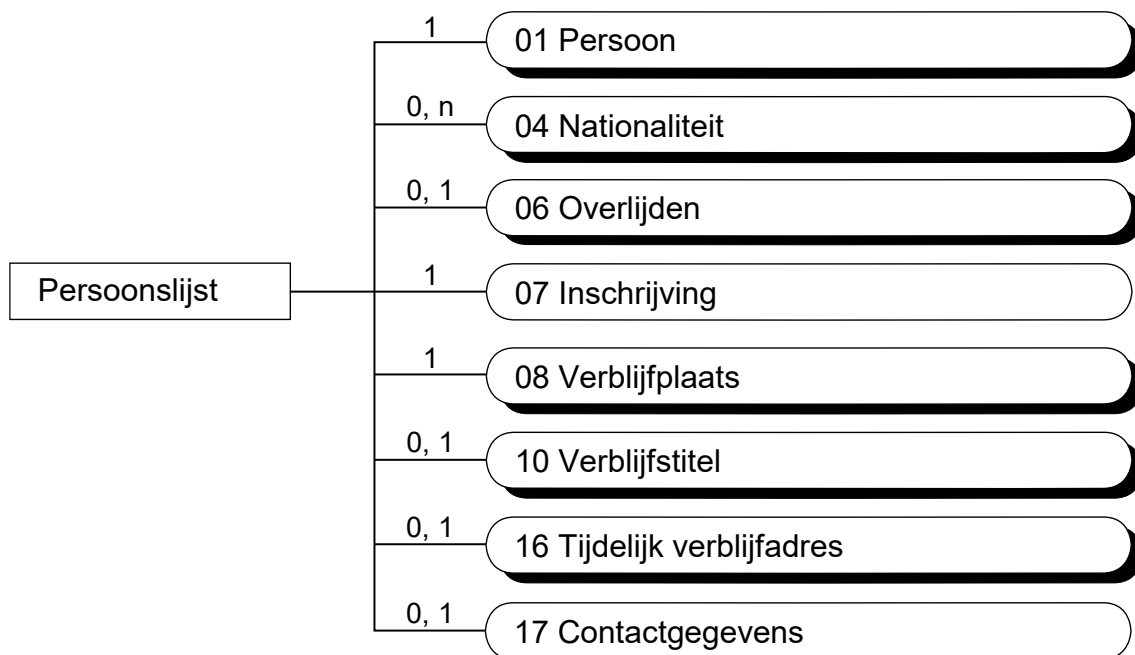 1
01 Persoon
0, n
04 Nationaliteit
0, 1
06 Overlijden
Persoonslijst
1
07 Inschrijving
1
08 Verblijfplaats
0, 1
10 Verblijfstitel
0, 1
16 Tijdelijk verblijfadres
0, 1
17 Contactgegevens